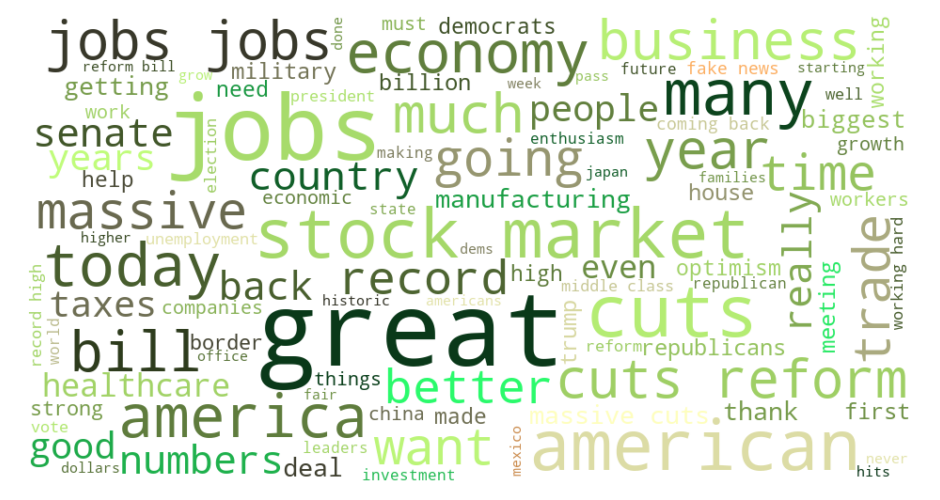 jobs jobs
done
must
democrats
economy
business
working
reform bill
grow
military
billion
week
pass
future
fake news
starting
getting
need
president
many
well
work
jobs
much
people
coming back
biggest
senate
enthusiasm
growth
years
election
making
going
year
time
help
country
japan
families
economic
manufacturing
house
workers
massive
state
stock market
really
trade
working hard
higher
unemployment
dems
today
back
record
high
even
optimism
meeting
record high
world
taxes
companies
historic
americans
middle class
republican
great
cuts
bill
border
office
trump
reform
republicans
healthcare
things
fair
better
cuts reform
strong
america
china
made
massive cuts
thank
first
vote
good
numbers
dollars
leaders
deal
want
investment
mexico
american
never
hits